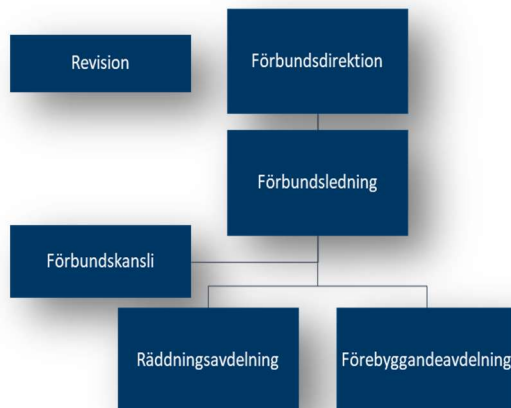 Revision
Förbundsdirektion
Förbundsledning
Förbundskansli
Räddningsavdelning
Förebyggandeavdelning